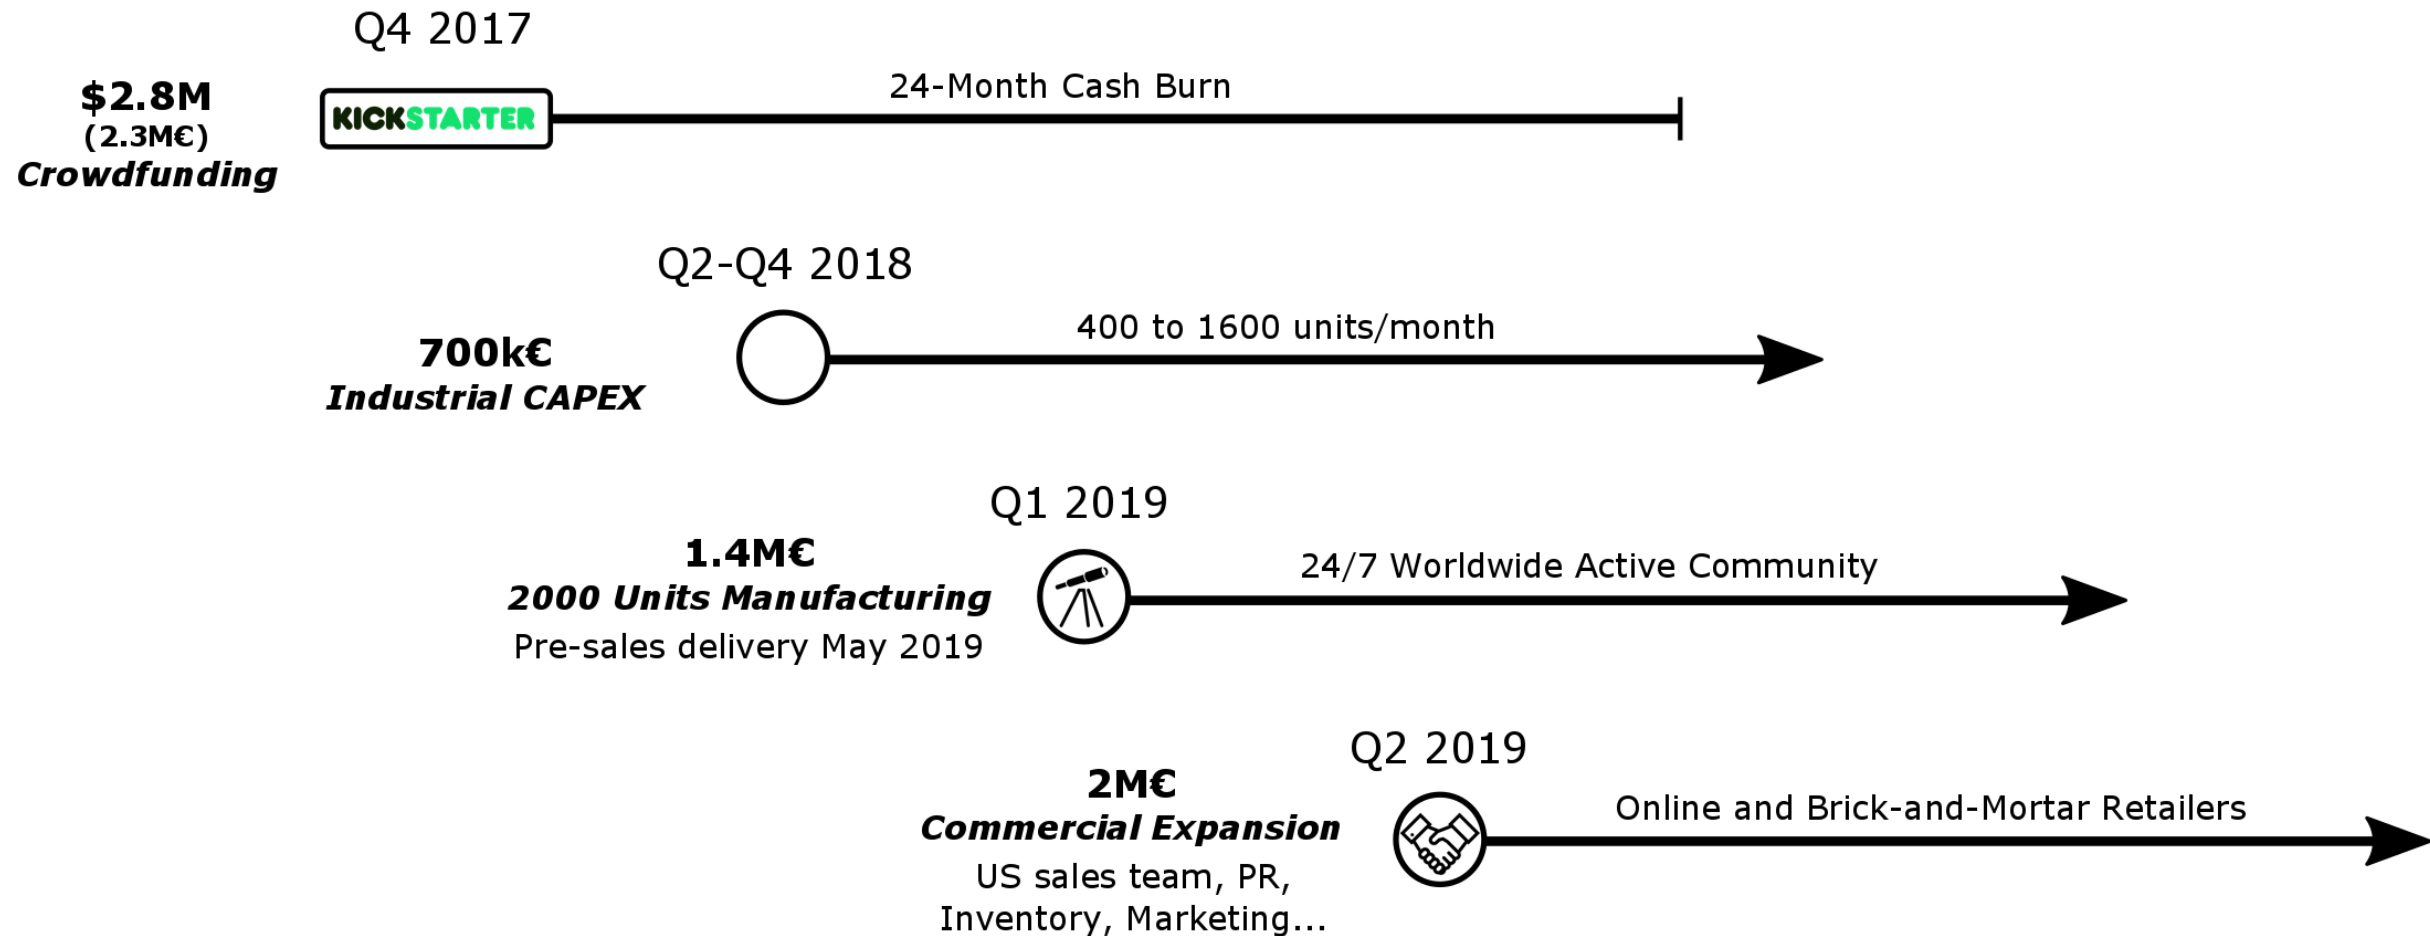 Q4 2017
$2.8M
(2.3M€)
Crowdfunding
KICKSTARTER
24-Month Cash Burn
Q2-Q4 2018
700k€
Industrial CAPEX
400 to 1600 units/month
Q1 2019
1.4M€
2000 Units Manufacturing
Pre-sales delivery May 2019
24/7 Worldwide Active Community
Q2 2019
2M€
Commercial Expansion
US sales team, PR,
Inventory, Marketing...
Online and Brick-and-Mortar Retailers